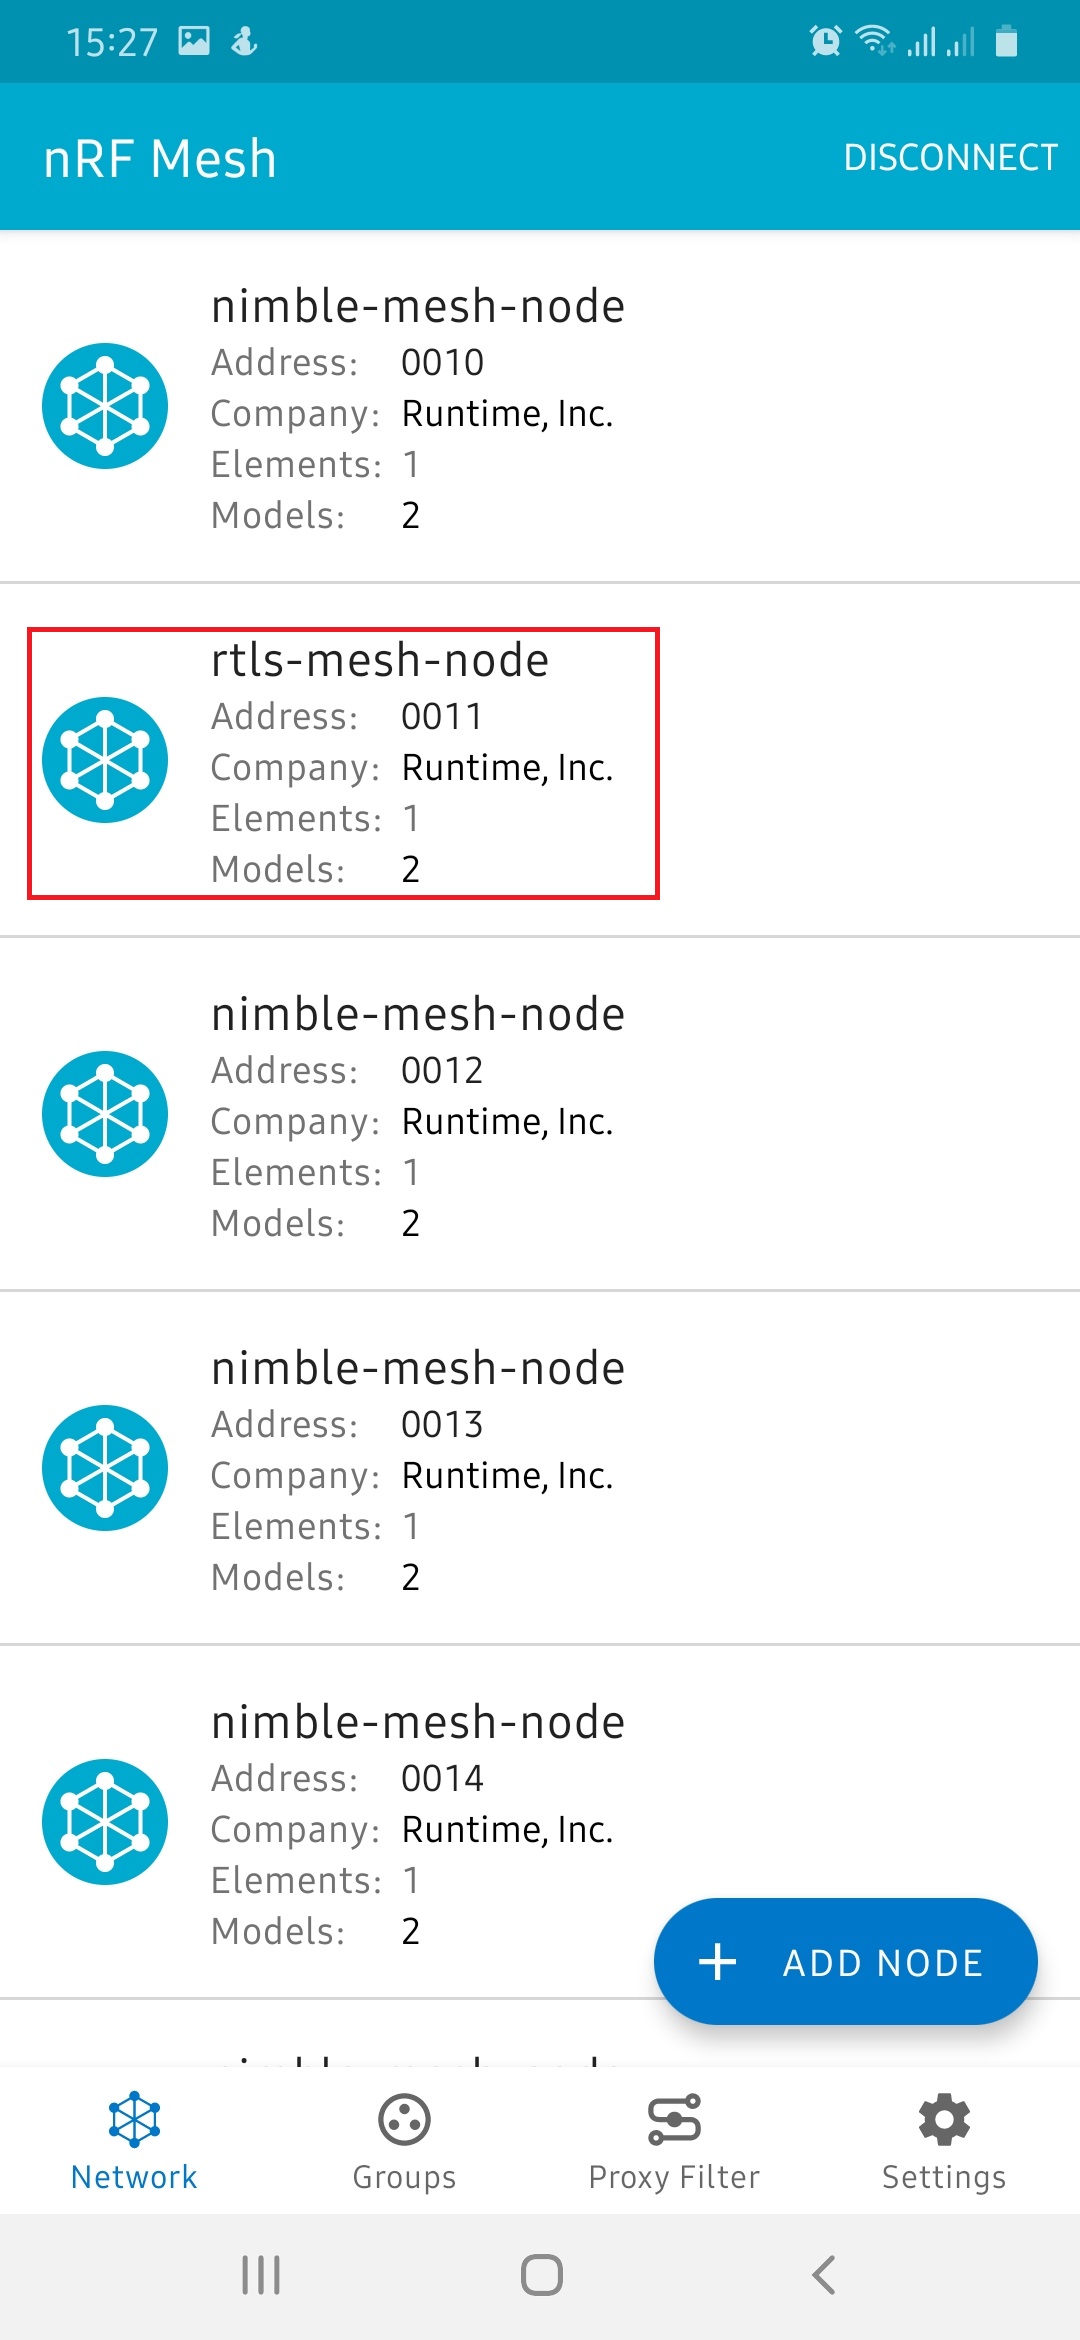 15:27
nRF Mesh
DISCONNECT
nimble-mesh-node
Address: 0010
Company: Runtime, Inc.
Elements: 1
Models: 2
rtls-mesh-node
Address: 0011
Company: Runtime, Inc.
Elements: 1
Models: 2
nimble-mesh-node
Address: 0012
Company: Runtime, Inc.
Elements: 1
Models: 2
nimble-mesh-node
Address: 0013
Company: Runtime, Inc.
Elements: 1
Models: 2
nimble-mesh-node
Address: 0014
Company: Runtime, Inc.
Elements: 1
Models: 2
+ ADD NODE
Network
Groups
Proxy Filter
Settings